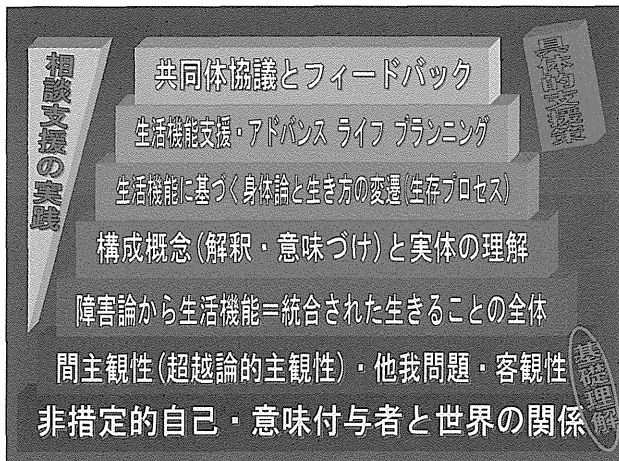 相談支援の実践
具体的支援策
共同体協議とフィードバック
生活機能支援・アドバンス ライフ プランニング
生活機能に基づく身体論と生き方の変遷(生存プロセス)
構成概念(解釈・意味づけ)と実体の理解
障害論から生活機能=統合された生きることの全体
間主観性(超越論的主観性)・他我問題・客観性
基礎理解
非措定的自己・意味付与者と世界の関係